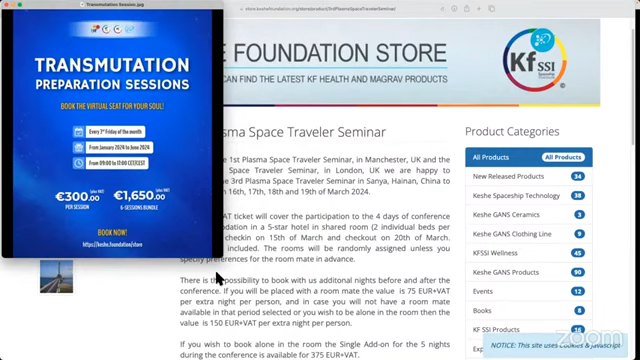 Transmutation Session.jpg
store.keshefoundation.org/store/product/3rdPlasmaSpaceTravelerSeminar/
TRANSMUTATION
PREPARATION SESSIONS
BOOK THE VIRTUAL SEAT FOR YOUR SOUL!
Every 3rd Friday of the month
From January 2024 to June 2024
From 09:00 to 17:00 CET/CEST
€300.00 (plus VAT)
PER SESSION
€1,650.00 (plus VAT)
6-SESSIONS BUNDLE
BOOK NOW!
https://keshe.foundation/store
E FOUNDATION STORE
CAN FIND THE LATEST KF HEALTH AND MAGRAV PRODUCTS
Kf SSI
asma Space Traveler Seminar
e 1st Plasma Space Traveler Seminar, in Manchester, UK and the
Space Traveler Seminar, in London, UK we are happy to
he 3rd Plasma Space Traveler Seminar in Sanya, Hainan, China to
n 16th, 17th, 18th and 19th of March 2024.
VAT ticket will cover the participation to the 4 days of conference
odation in a 5-star hotel in shared room (2 individual beds per
checkin on 15th of March and checkout on 20th of March.
included. The rooms will be randomly assigned unless you
specify preferences for the room mate in advance.
There is the possibility to book with us additonal nights before and after the
conference. If you will be placed with a room mate the value is 75 EUR+VAT
per extra night per person, and in case you will not have a room mate
available in that period selected or you wish to be alone in the room then the
value is 150 EUR+VAT per extra night per person.
If you wish to book alone in the room the Single Add-on for the 5 nights
during the conference is available for 375 EUR+VAT.
Product Categories
All Products All Products
New Released Products 34
Keshe Spaceship Technology 38
Keshe GANS Ceramics 3
Keshe GANS Clothing Line 9
KFSSI Wellness 45
Keshe GANS Products 90
Events 12
Books 8
KF SSI Products 16
NOTICE: This site uses Cookies & Javascript
zoom